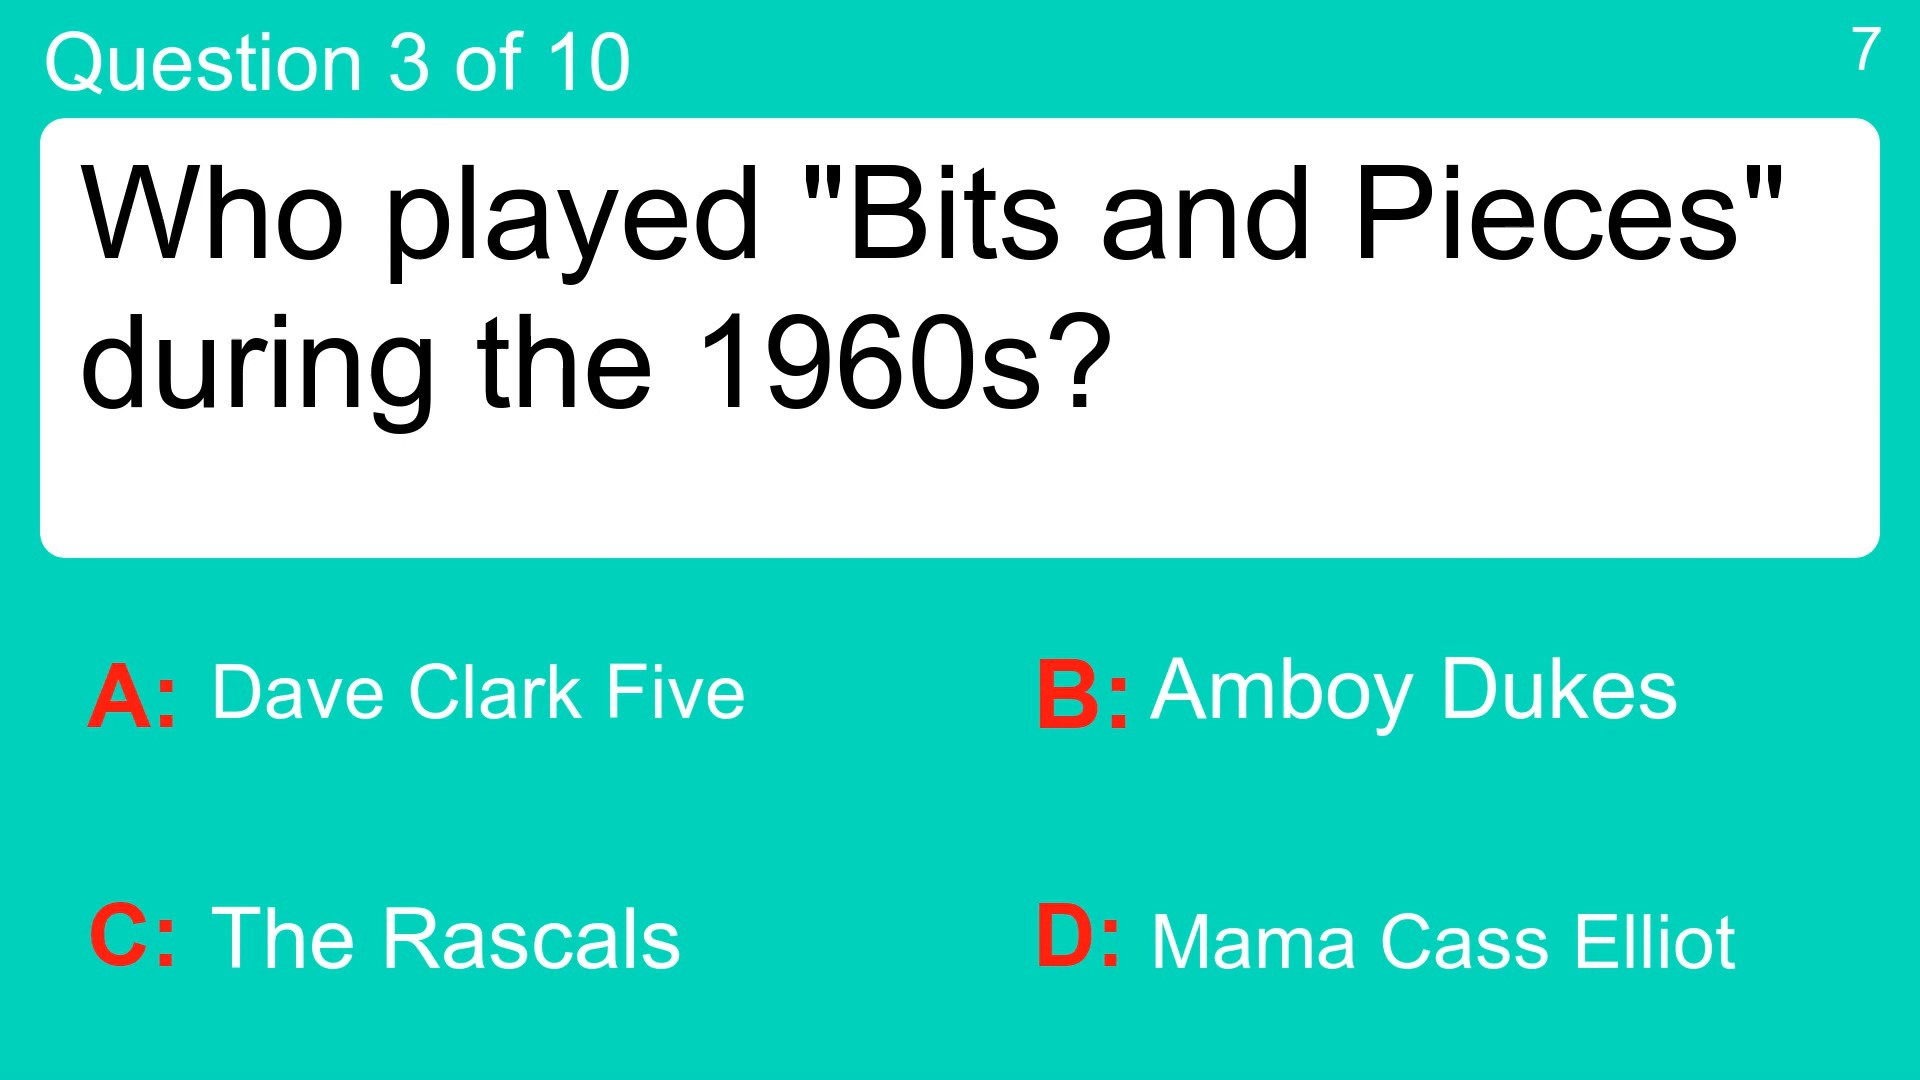 Question 3 of 10
7
Who played "Bits and Pieces"
during the 1960s?
A: Dave Clark Five
B: Amboy Dukes
C: The Rascals
D: Mama Cass Elliot